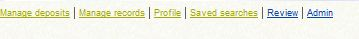 Manage deposits | Manage records | Profile | Saved searches | Review | Admin